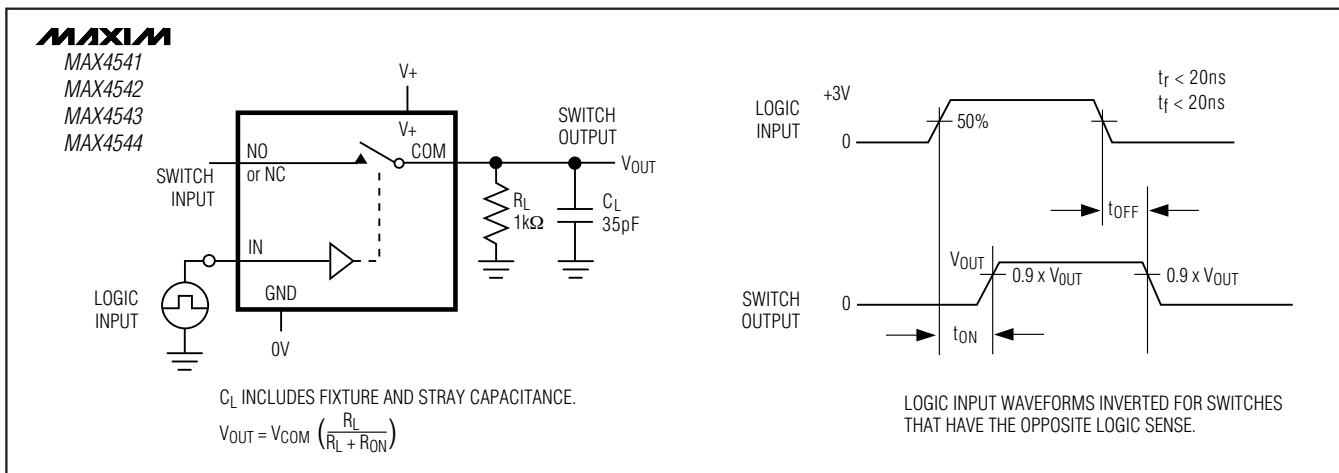 MAXIM
MAX4541
MAX4542
MAX4543
MAX4544
V+
V+
NO
or NC
COM
SWITCH
INPUT
SWITCH
OUTPUT
VOUT
RL
1kΩ
CL
35pF
IN
LOGIC
INPUT
GND
0V
CL INCLUDES FIXTURE AND STRAY CAPACITANCE.
VOUT = VCOM (RL / RL + RON)
LOGIC
INPUT
+3V
0
50%
tr < 20ns
tf < 20ns
tOFF
SWITCH
OUTPUT
VOUT
0
0.9 x VOUT
0.9 x VOUT
tON
LOGIC INPUT WAVEFORMS INVERTED FOR SWITCHES
THAT HAVE THE OPPOSITE LOGIC SENSE.